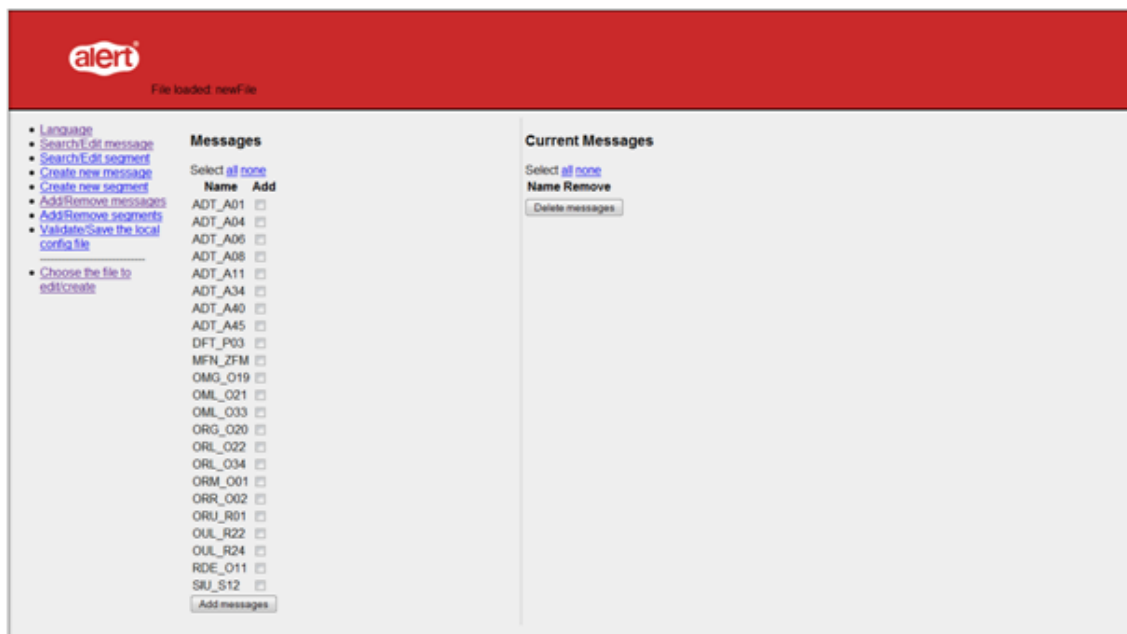 alert
File loaded: newFile
Language
Search/Edit message
Search/Edit segment
Create new message
Create new segment
Add/Remove messages
Add/Remove segments
Validate/Save the local
config file
Choose the file to
edit/create
Messages
Select all none
Name Add
ADT_A01
ADT_A04
ADT_A06
ADT_A08
ADT_A11
ADT_A34
ADT_A40
ADT_A45
DFT_P03
MFN_ZFM
OMG_O19
OML_O21
OML_O33
ORG_O20
ORL_O22
ORL_O34
ORM_O01
ORR_O02
ORU_R01
OUL_R22
OUL_R24
RDE_O11
SIU_S12
Add messages
Current Messages
Select all none
Name Remove
Delete messages